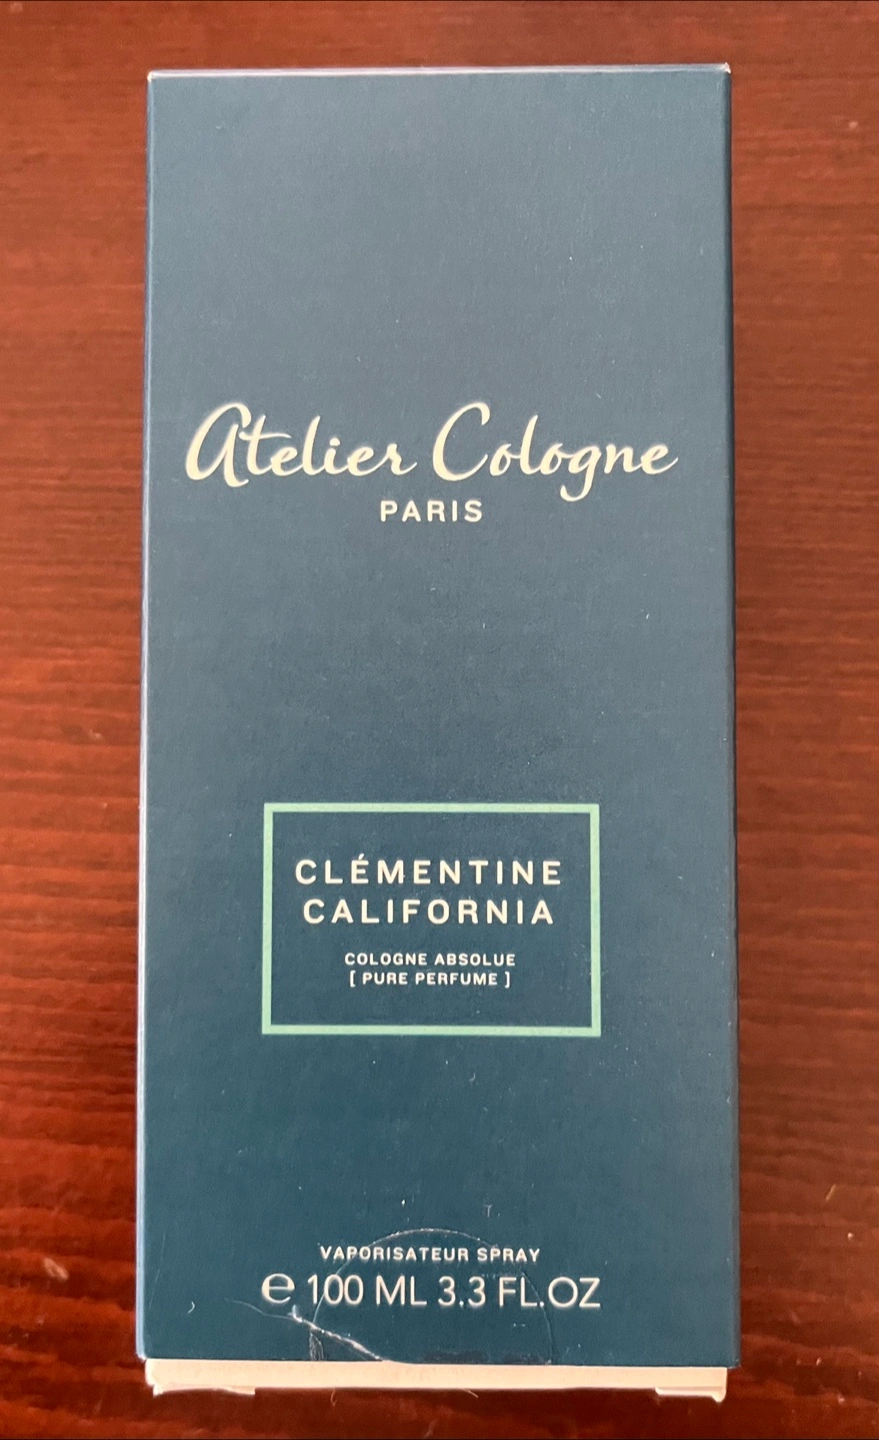 Atelier Cologne
PARIS
CLÉMENTINE
CALIFORNIA
COLOGNE ABSOLUE
[ PURE PERFUME ]
VAPORISATEUR SPRAY
℮ 100 ML 3.3 FL.OZ